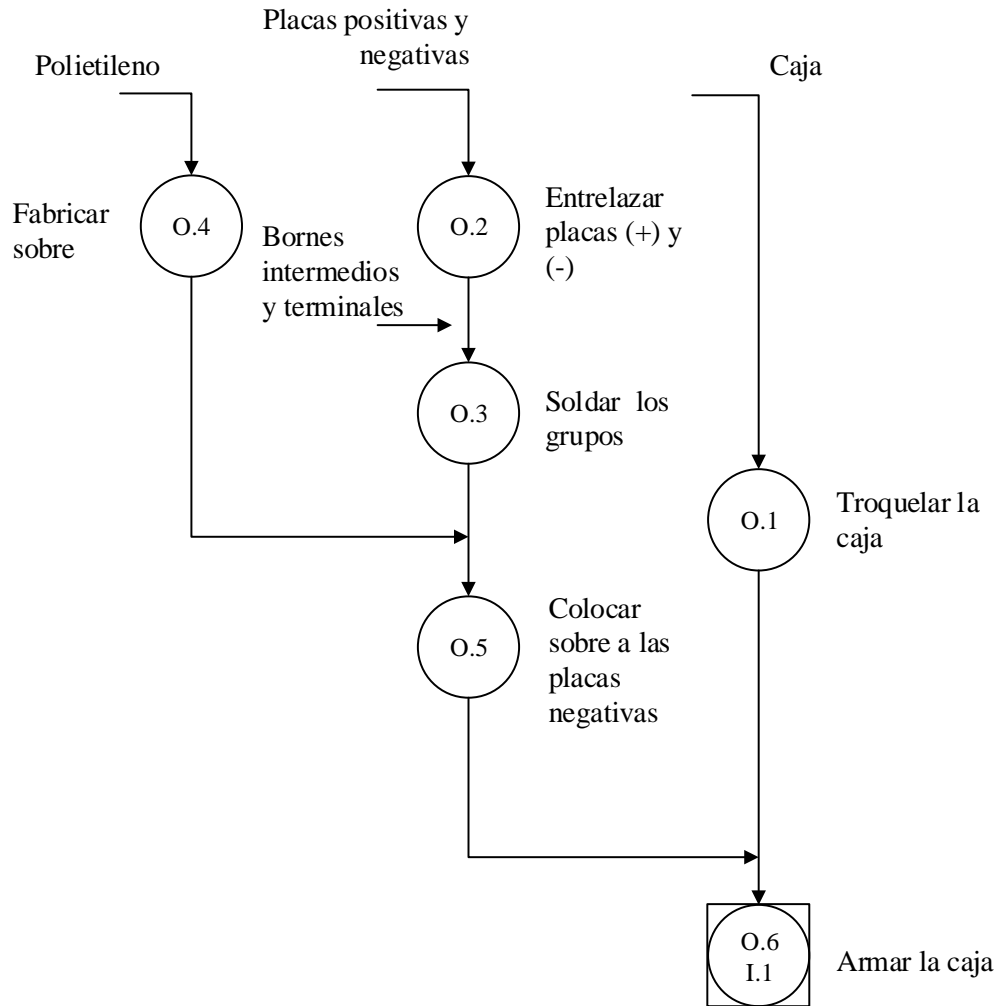 Placas positivas y
negativas
Polietileno
Caja
Fabricar
sobre
O.4
Bornes
intermedios
y terminales
O.2
Entrelazar
placas (+) y
(-)
O.3
Soldar los
grupos
O.1
Troquelar la
caja
O.5
Colocar
sobre a las
placas
negativas
O.6
I.1
Armar la caja